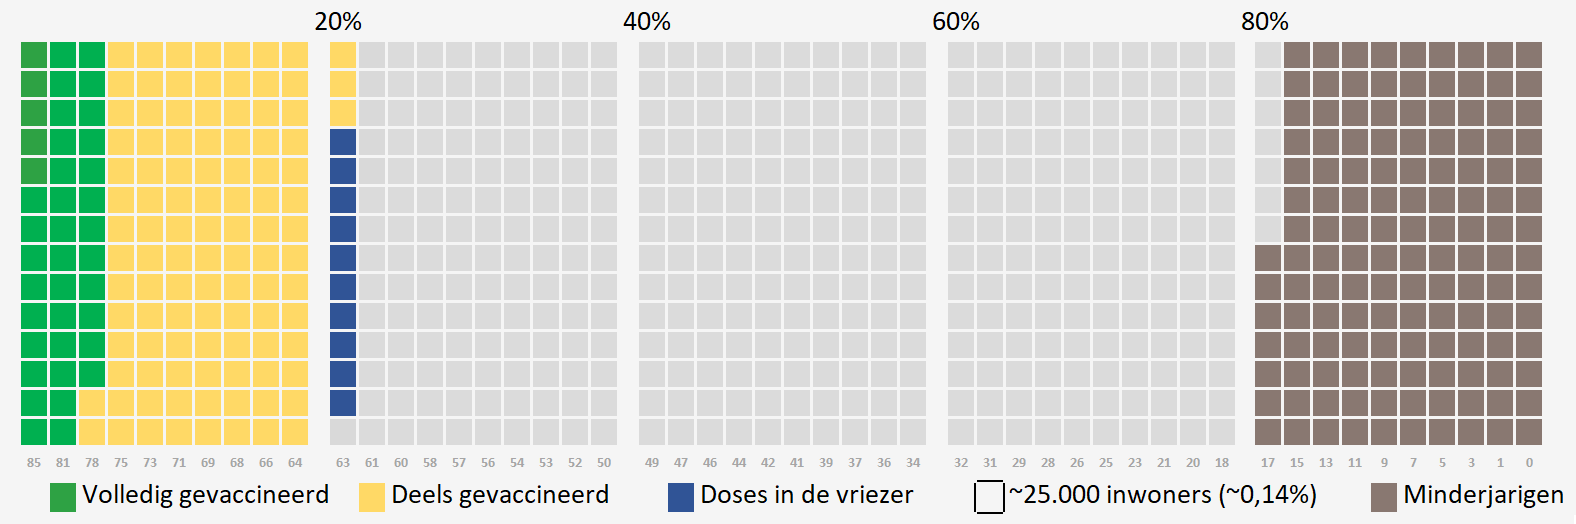 20% 40% 60% 80%
85 81 78 75 73 71 69 68 66 64 63 61 60 58 57 56 54 53 52 50 49 47 46 44 42 41 39 37 36 34 32 31 29 28 26 25 23 21 20 18 17 15 13 11 9 7 5 3 1 0
Volledig gevaccineerd Deels gevaccineerd Doses in de vriezer ~25.000 inwoners (~0,14%) Minderjarigen